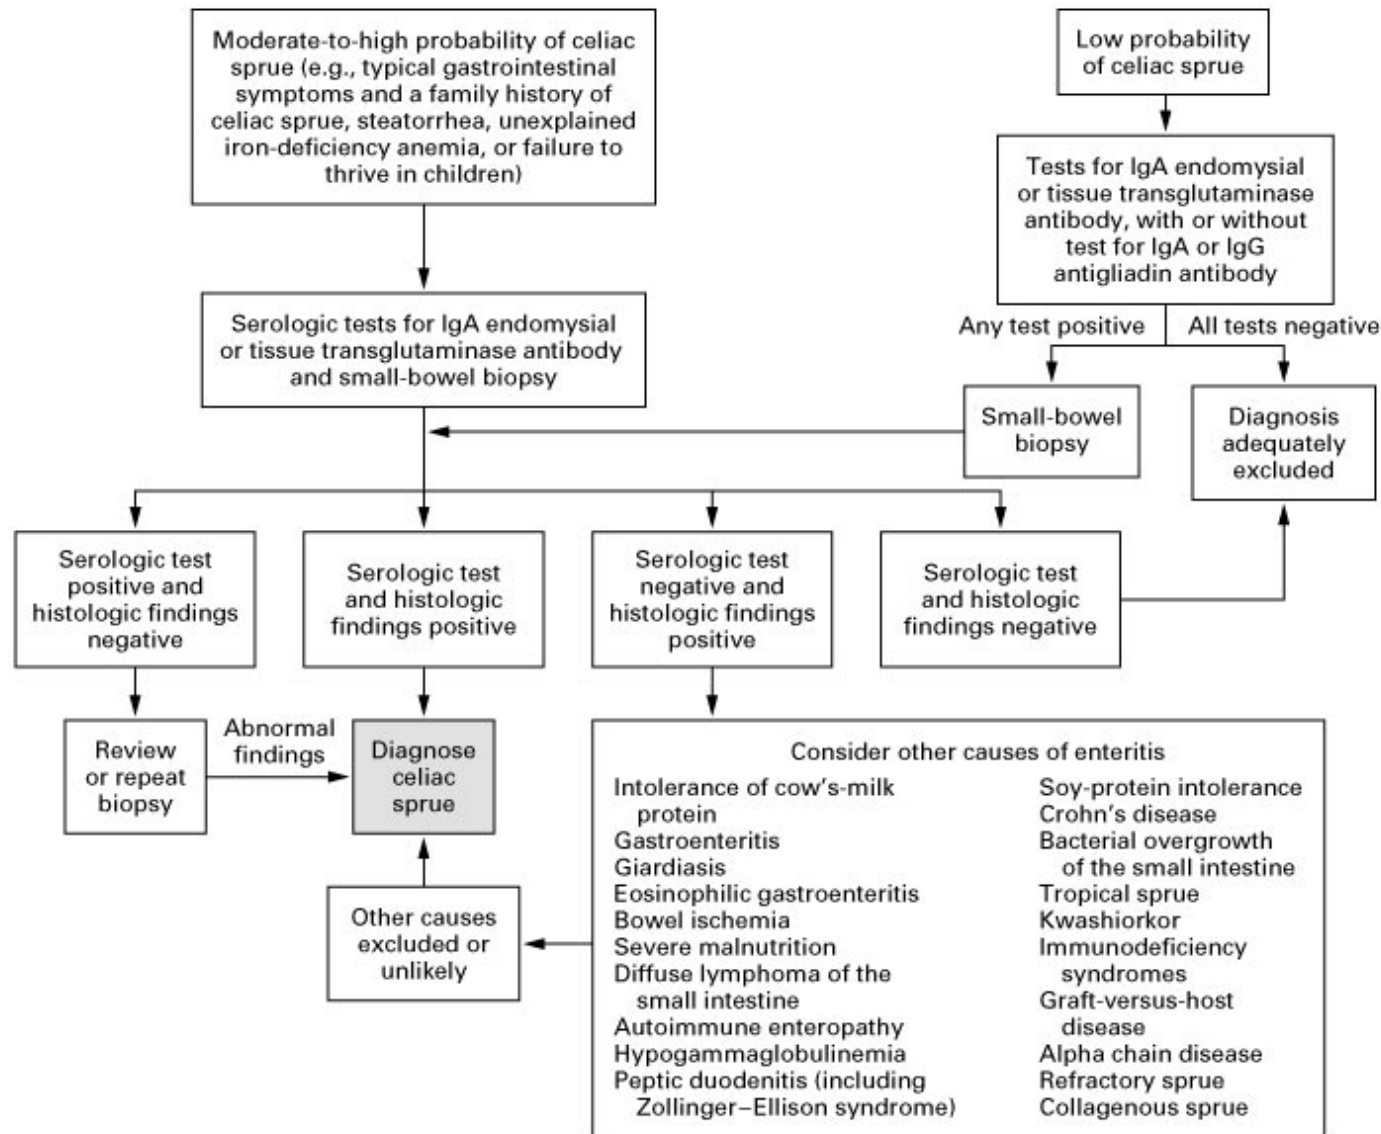 Moderate-to-high probability of celiac
sprue (e.g., typical gastrointestinal
symptoms and a family history of
celiac sprue, steatorrhea, unexplained
iron-deficiency anemia, or failure to
thrive in children)
Low probability
of celiac sprue
Tests for IgA endomysial
or tissue transglutaminase
antibody, with or without
test for IgA or IgG
antigliadin antibody
Serologic tests for IgA endomysial
or tissue transglutaminase antibody
and small-bowel biopsy
Any test positive
All tests negative
Small-bowel
biopsy
Diagnosis
adequately
excluded
Serologic test
positive and
histologic findings
negative
Serologic test
and histologic
findings positive
Serologic test
negative and
histologic findings
positive
Serologic test
and histologic
findings negative
Review
or repeat
biopsy
Abnormal
findings
Diagnose
celiac
sprue
Other causes
excluded or
unlikely
Consider other causes of enteritis
Intolerance of cow's-milk
protein
Gastroenteritis
Giardiasis
Eosinophilic gastroenteritis
Bowel ischemia
Severe malnutrition
Diffuse lymphoma of the
small intestine
Autoimmune enteropathy
Hypogammaglobulinemia
Peptic duodenitis (including
Zollinger–Ellison syndrome)
Soy-protein intolerance
Crohn's disease
Bacterial overgrowth
of the small intestine
Tropical sprue
Kwashiorkor
Immunodeficiency
syndromes
Graft-versus-host
disease
Alpha chain disease
Refractory sprue
Collagenous sprue